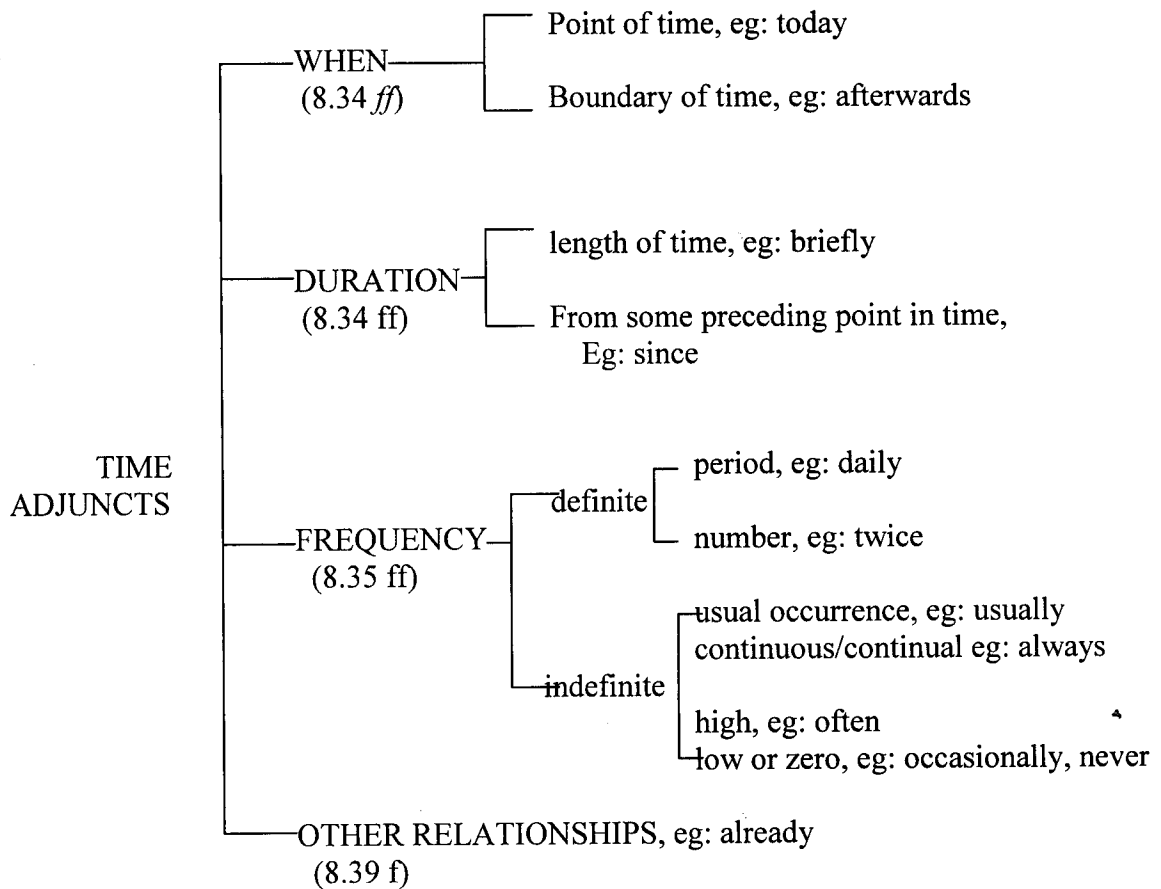 Point of time, eg: today
WHEN
(8.34 ff)
Boundary of time, eg: afterwards
length of time, eg: briefly
DURATION
(8.34 ff)
From some preceding point in time,
Eg: since
TIME
ADJUNCTS
period, eg: daily
definite
number, eg: twice
FREQUENCY
(8.35 ff)
usual occurrence, eg: usually
continuous/continual eg: always
indefinite
high, eg: often
low or zero, eg: occasionally, never
OTHER RELATIONSHIPS, eg: already
(8.39 f)